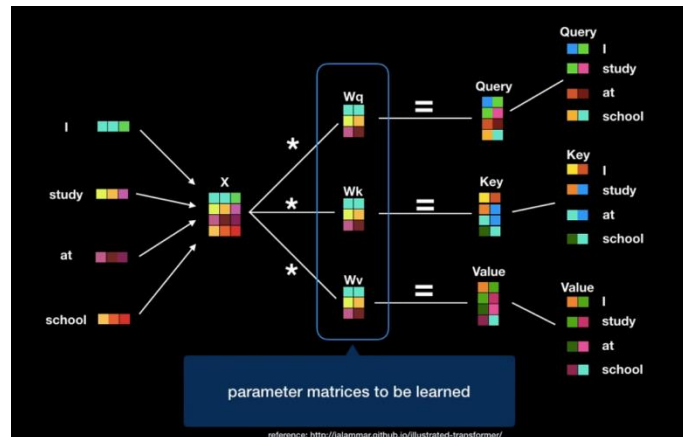 I
study
at
school
X
*
*
*
Wq
Wk
Wv
=
=
=
Query
Key
Value
Query
I
study
at
school
Key
I
study
at
school
Value
I
study
at
school
parameter matrices to be learned
reference: http://jalammar.github.io/illustrated-transformer/